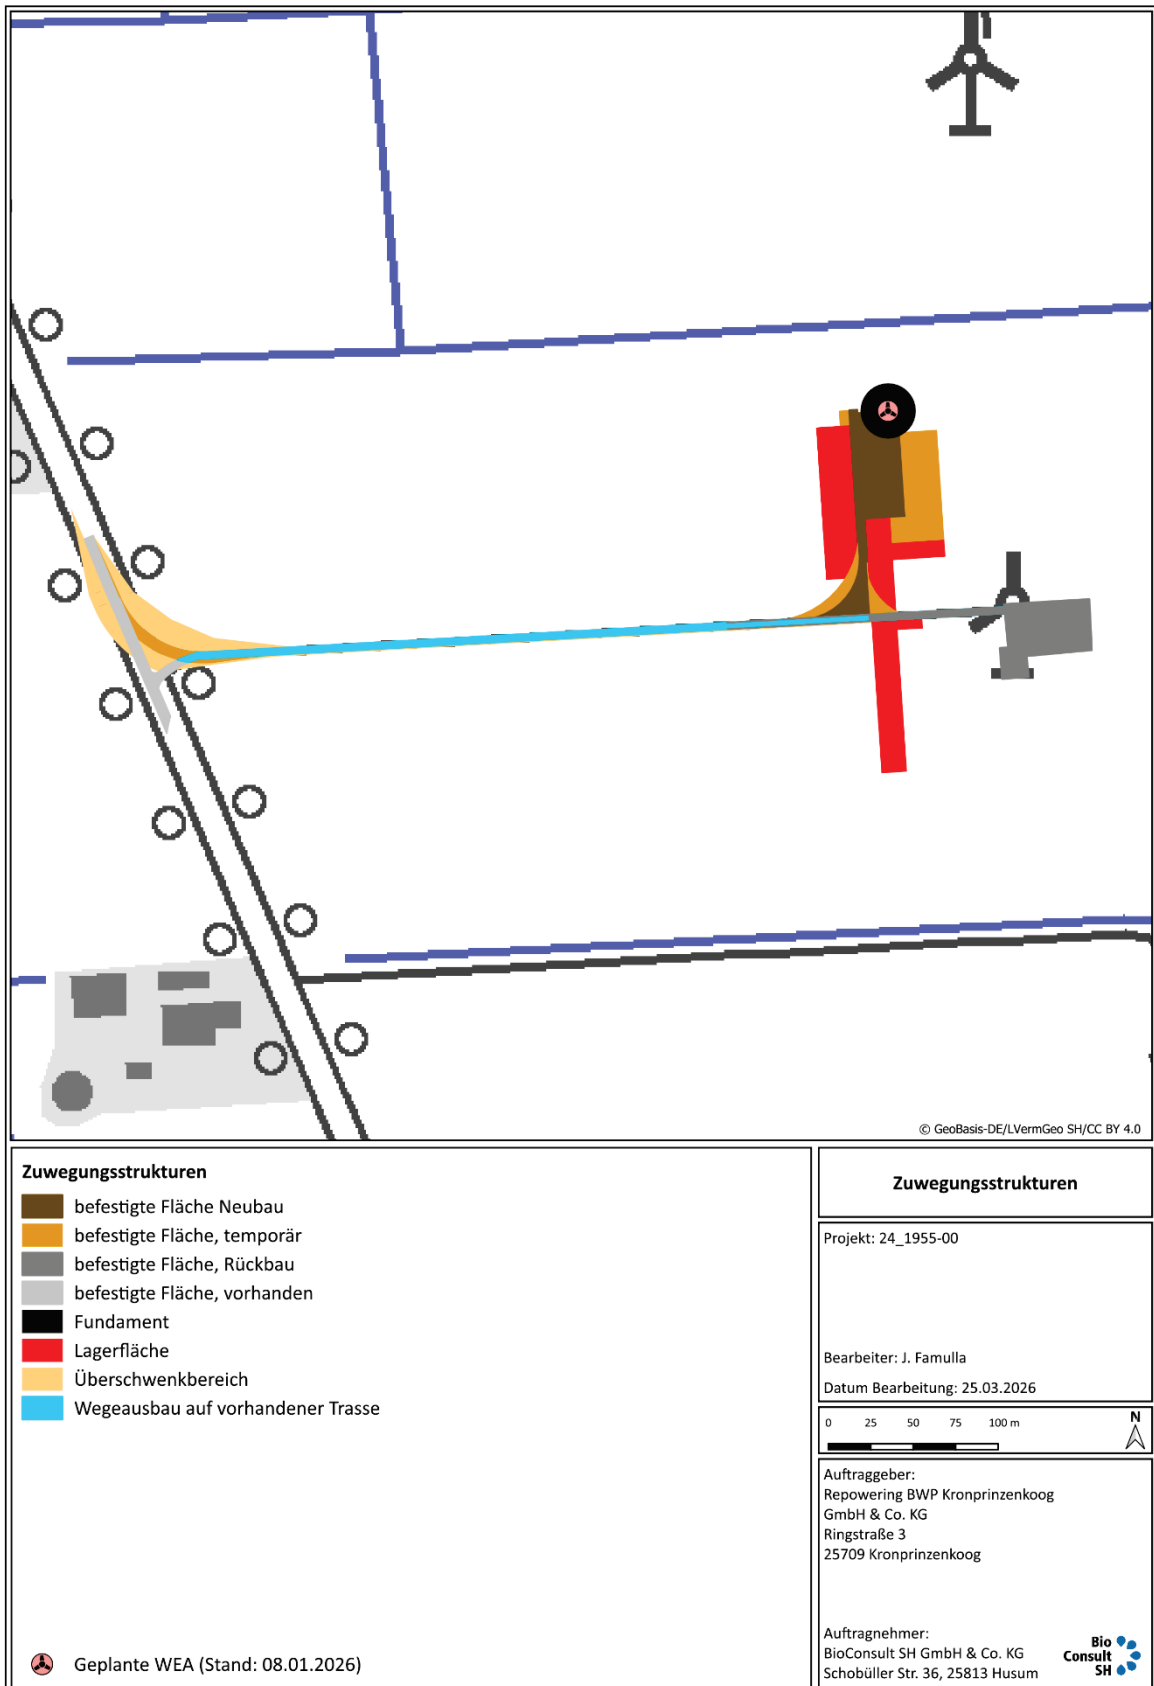 © GeoBasis-DE/LVermGeo SH/CC BY 4.0
Zuwegungsstrukturen
befestigte Fläche Neubau
befestigte Fläche, temporär
befestigte Fläche, Rückbau
befestigte Fläche, vorhanden
Fundament
Lagerfläche
Überschwenkbereich
Wegeausbau auf vorhandener Trasse
Geplante WEA (Stand: 08.01.2026)
Zuwegungsstrukturen
Projekt: 24_1955-00
Bearbeiter: J. Famulla
Datum Bearbeitung: 25.03.2026
0 25 50 75 100 m
N
Auftraggeber:
Repowering BWP Kronprinzenkoog
GmbH & Co. KG
Ringstraße 3
25709 Kronprinzenkoog
Auftragnehmer:
BioConsult SH GmbH & Co. KG
Schobüller Str. 36, 25813 Husum
Bio
Consult
SH